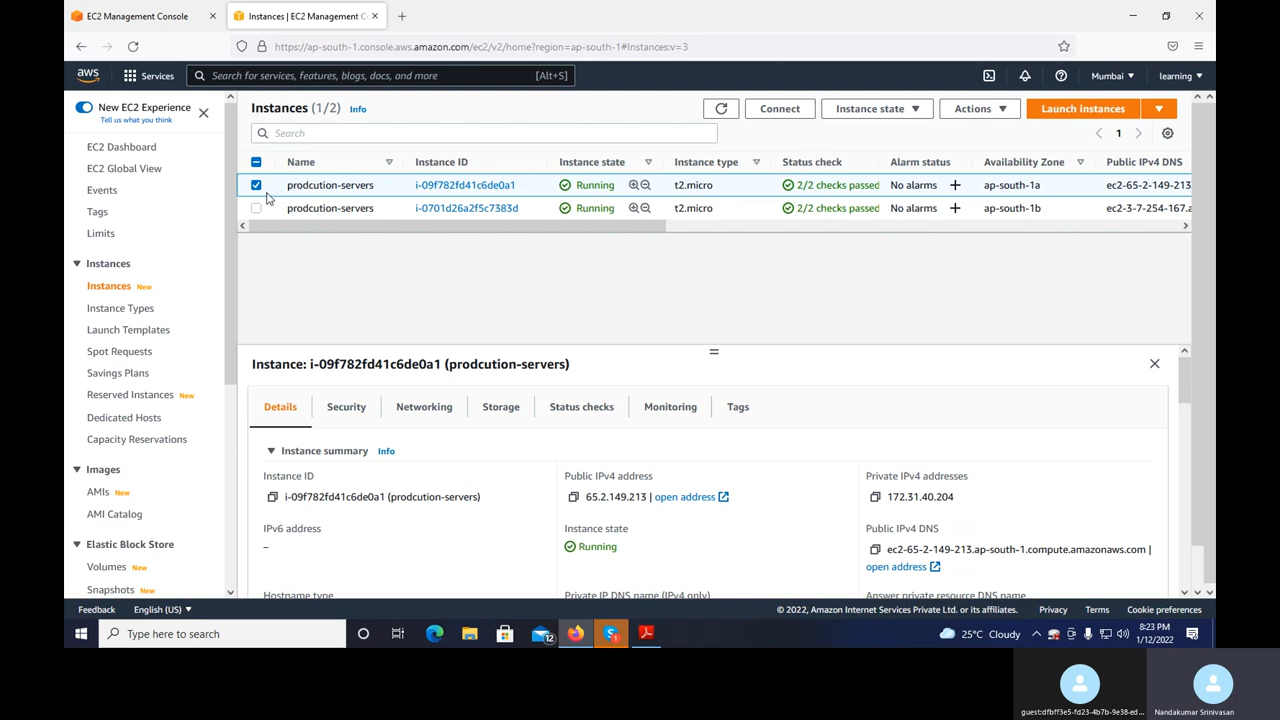 EC2 Management Console
Instances | EC2 Management C
https://ap-south-1.console.aws.amazon.com/ec2/v2/home?region=ap-south-1#Instances:v=3
aws
Services
Search for services, features, blogs, docs, and more
[Alt+S]
Mumbai
learning
New EC2 Experience
Tell us what you think
EC2 Dashboard
EC2 Global View
Events
Tags
Limits
Instances
Instances New
Instance Types
Launch Templates
Spot Requests
Savings Plans
Reserved Instances New
Dedicated Hosts
Capacity Reservations
Images
AMIs New
AMI Catalog
Elastic Block Store
Volumes New
Snapshots New
Instances (1/2) Info
Connect
Instance state
Actions
Launch instances
Search
1
Name Instance ID Instance state Instance type Status check Alarm status Availability Zone Public IPv4 DNS
prodcution-servers i-09f782fd41c6de0a1 Running t2.micro 2/2 checks passed No alarms + ap-south-1a ec2-65-2-149-213
prodcution-servers i-0701d26a2f5c7383d Running t2.micro 2/2 checks passed No alarms + ap-south-1b ec2-3-7-254-167.a
Instance: i-09f782fd41c6de0a1 (prodcution-servers)
Details Security Networking Storage Status checks Monitoring Tags
Instance summary Info
Instance ID
i-09f782fd41c6de0a1 (prodcution-servers)
Public IPv4 address
65.2.149.213 | open address
Private IPv4 addresses
172.31.40.204
IPv6 address
–
Instance state
Running
Public IPv4 DNS
ec2-65-2-149-213.ap-south-1.compute.amazonaws.com |
open address
Hostname type
Private IP DNS name (IPv4 only)
Answer private resource DNS name
Feedback
English (US)
© 2022, Amazon Internet Services Private Ltd. or its affiliates.
Privacy
Terms
Cookie preferences
Type here to search
12
25°C Cloudy
8:23 PM
1/12/2022
guest:dfbff3e5-fd23-4b7b-9e38-ed...
Nandakumar Srinivasan